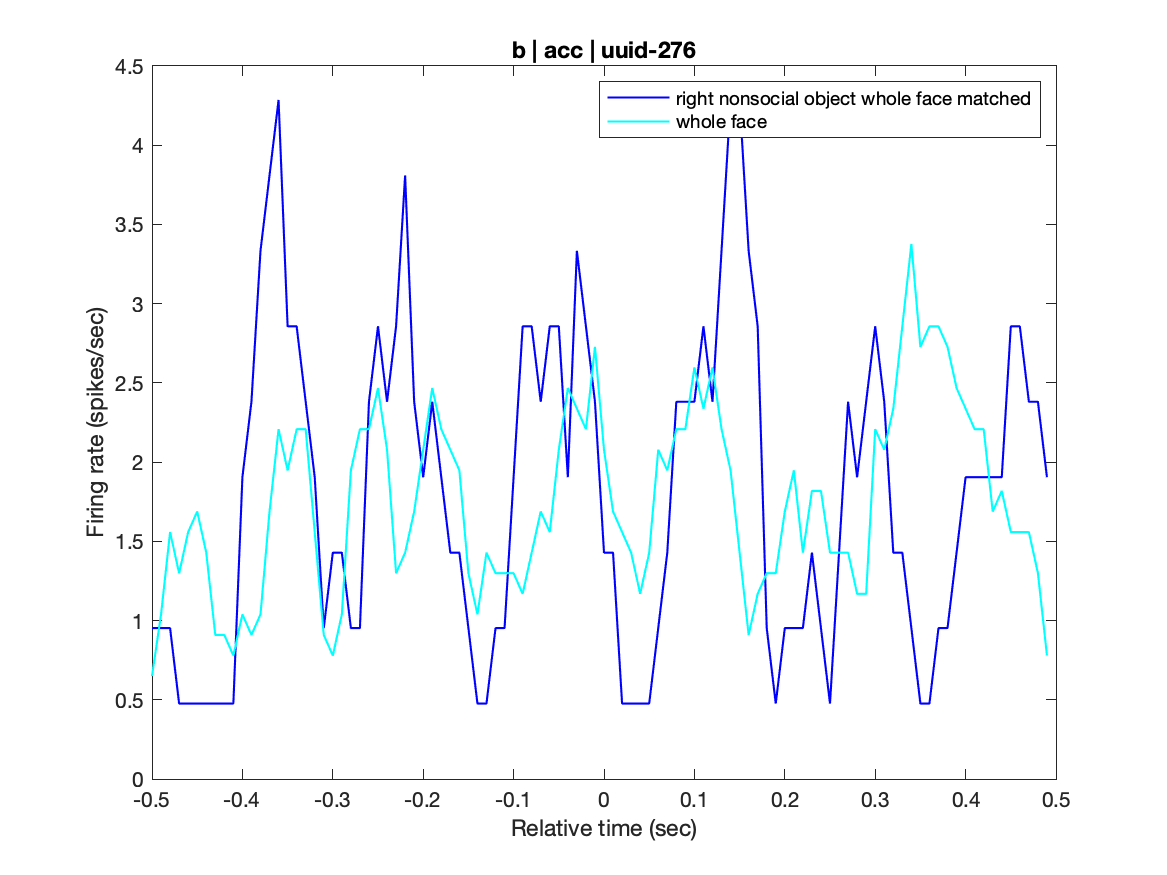 b | acc | uuid-276
right nonsocial object whole face matched
whole face
4.5
4
3.5
3
2.5
2
1.5
1
0.5
0
Firing rate (spikes/sec)
-0.5 -0.4 -0.3 -0.2 -0.1 0 0.1 0.2 0.3 0.4 0.5
Relative time (sec)